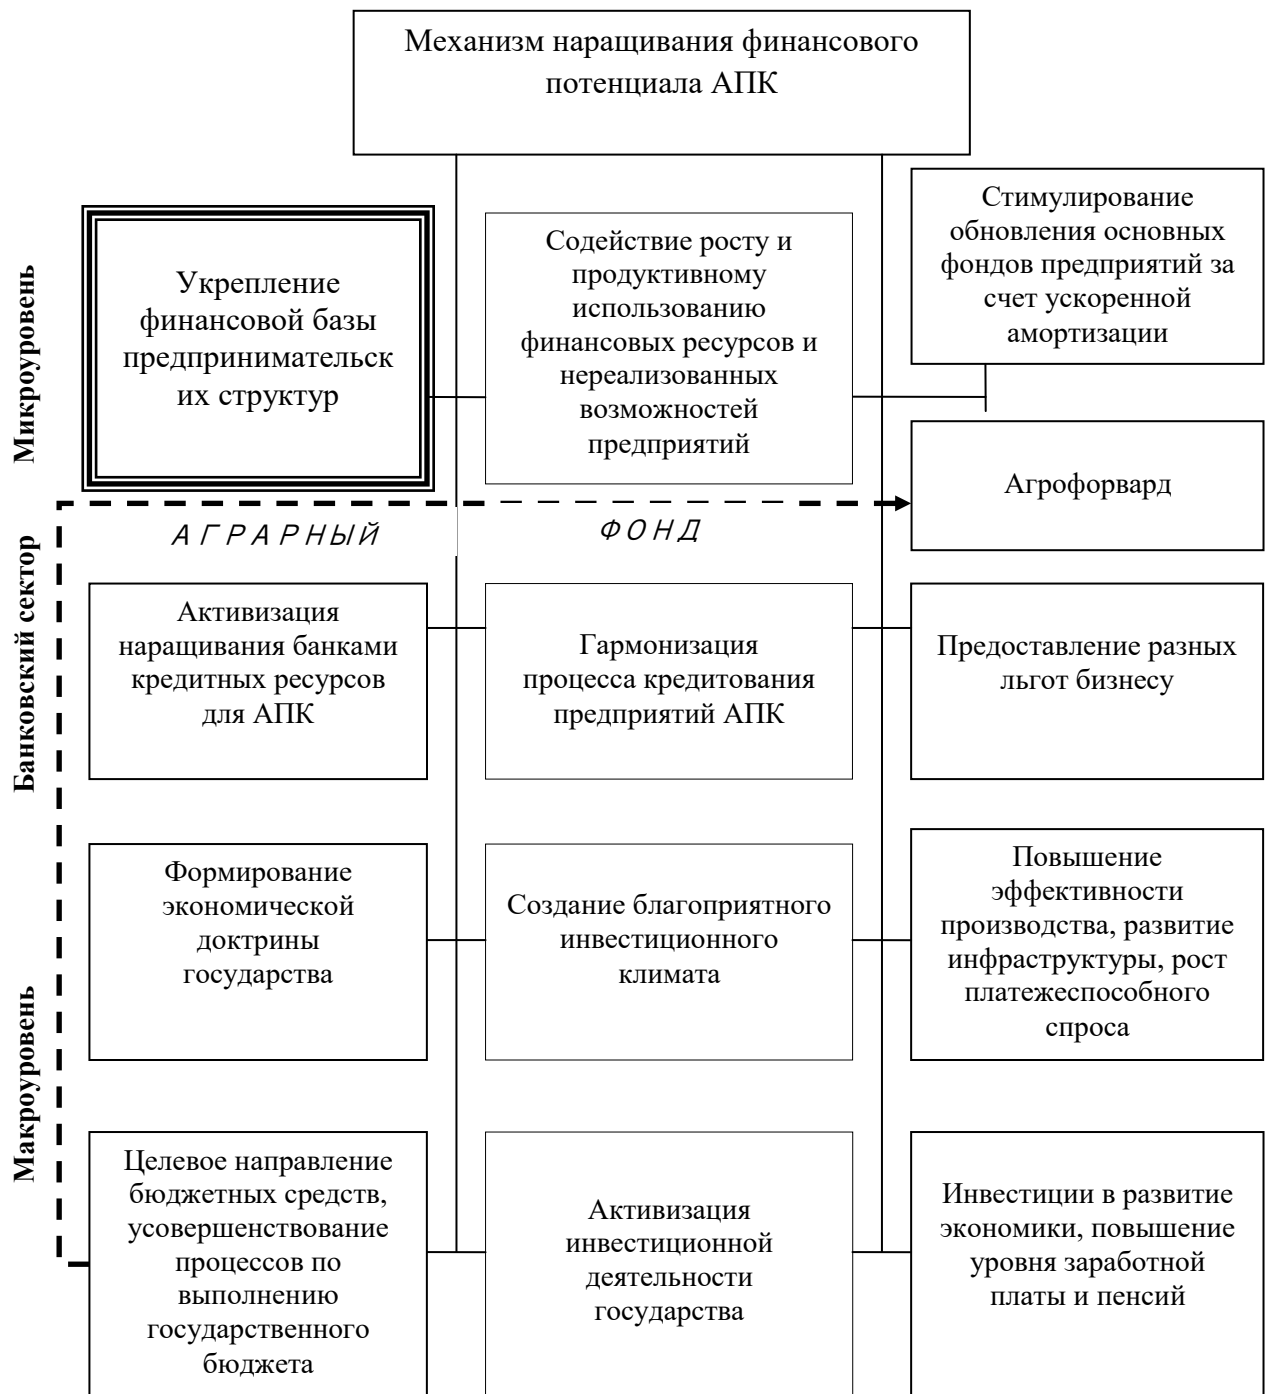 Механизм наращивания финансового
потенциала АПК
Микроуровень
Укрепление
финансовой базы
предпринимательск
их структур
Содействие росту и
продуктивному
использованию
финансовых ресурсов и
нереализованных
возможностей
предприятий
Стимулирование
обновления основных
фондов предприятий за
счет ускоренной
амортизации
Агрофорвард
АГРАРНЫЙ ФОНД
Банковский сектор
Активизация
наращивания банками
кредитных ресурсов
для АПК
Гармонизация
процесса кредитования
предприятий АПК
Предоставление разных
льгот бизнесу
Макроуровень
Формирование
экономической
доктрины
государства
Создание благоприятного
инвестиционного
климата
Повышение
эффективности
производства, развитие
инфраструктуры, рост
платежеспособного
спроса
Целевое направление
бюджетных средств,
усовершенствование
процессов по
выполнению
государственного
бюджета
Активизация
инвестиционной
деятельности
государства
Инвестиции в развитие
экономики, повышение
уровня заработной
платы и пенсий